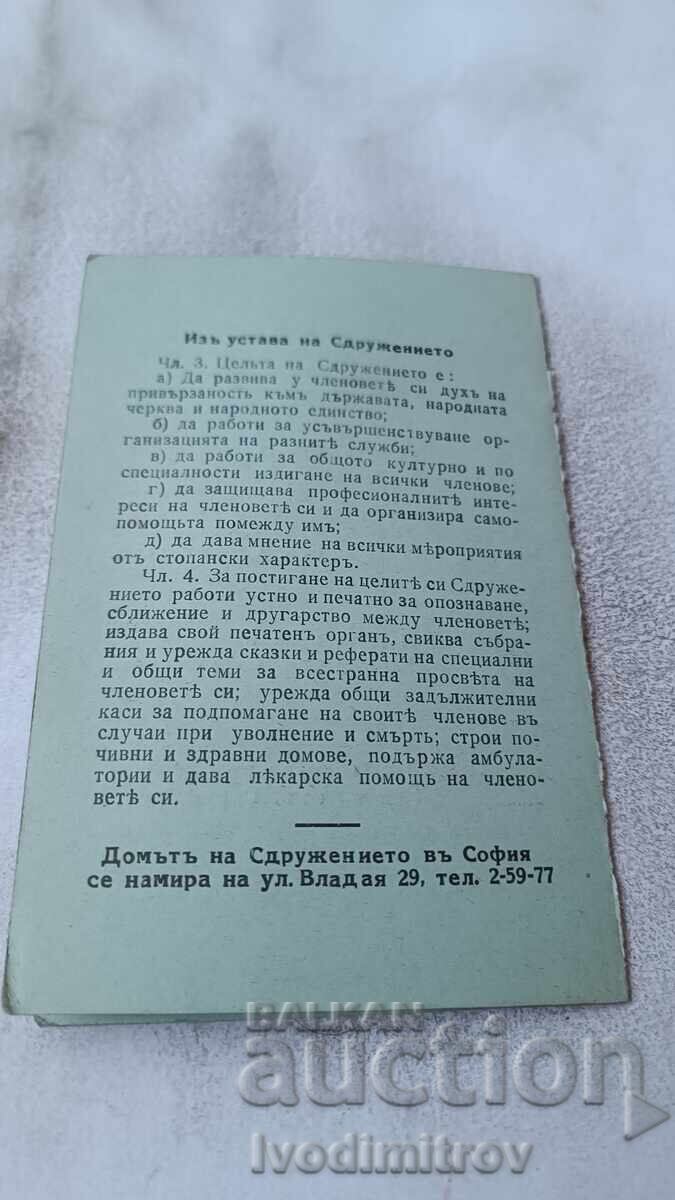 Изъ устава на Сдружението
Чл. 3. Цельта на Сдружението е:
а) Да развива у членоветѣ си духъ на
привързаность къмъ държавата, народната
черква и народното единство;
б) да работи за усъвършенствуване ор-
ганизацията на разнитѣ служби;
в) да работи за общото културно и по
специалности издигане на всички членове;
г) да защищава професионалнитѣ инте-
реси на членоветѣ си и да организира само-
помощьта помежду имъ;
д) да дава мнение на всички мѣроприятия
отъ стопански характеръ.
Чл. 4. За постигане на целитѣ си Сдруже-
нието работи устно и печатно за опознаване,
сближение и другарство между членоветѣ;
издава свой печатенъ органъ, свиква събра-
ния и урежда сказки и реферати на специални
и общи теми за всестранна просвѣта на
членоветѣ си; урежда общи задължителни
каси за подпомагане на своитѣ членове въ
случаи при уволнение и смърть; строи по-
чивни и здравни домове, подържа амбула-
тории и дава лѣкарска помощь на члено-
ветѣ си.
Домътъ на Сдружението въ София
се намира на ул. Владая 29, тел. 2-59-77
BALKAN
auction
Ivodimitrov